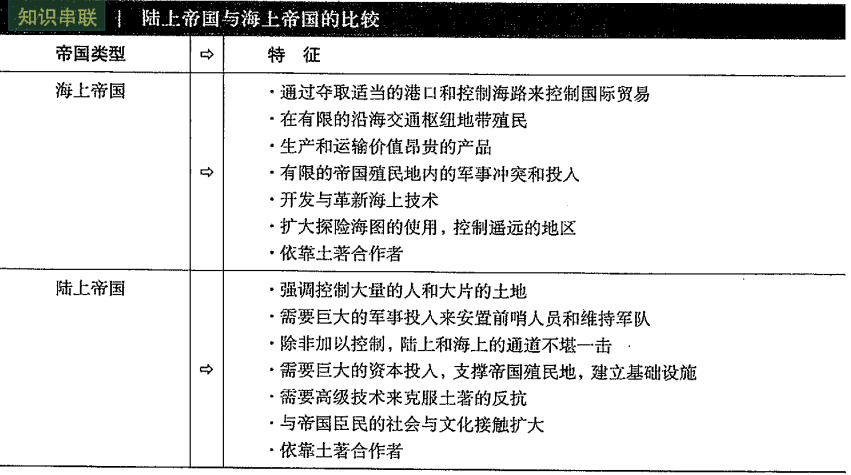 知识串联 | 陆上帝国与海上帝国的比较
帝国类型 ⇨ 特 征
海上帝国 ⇨
·通过夺取适当的港口和控制海路来控制国际贸易
·在有限的沿海交通枢纽地带殖民
·生产和运输价值昂贵的产品
·有限的帝国殖民地内的军事冲突和投入
·开发与革新海上技术
·扩大探险海图的使用，控制遥远的地区
·依靠土著合作者
陆上帝国 ⇨
·强调控制大量的人和大片的土地
·需要巨大的军事投入来安置前哨人员和维持军队
·除非加以控制，陆上和海上的通道不堪一击
·需要巨大的资本投入，支撑帝国殖民地，建立基础设施
·需要高级技术来克服土著的反抗
·与帝国臣民的社会与文化接触扩大
·依靠土著合作者